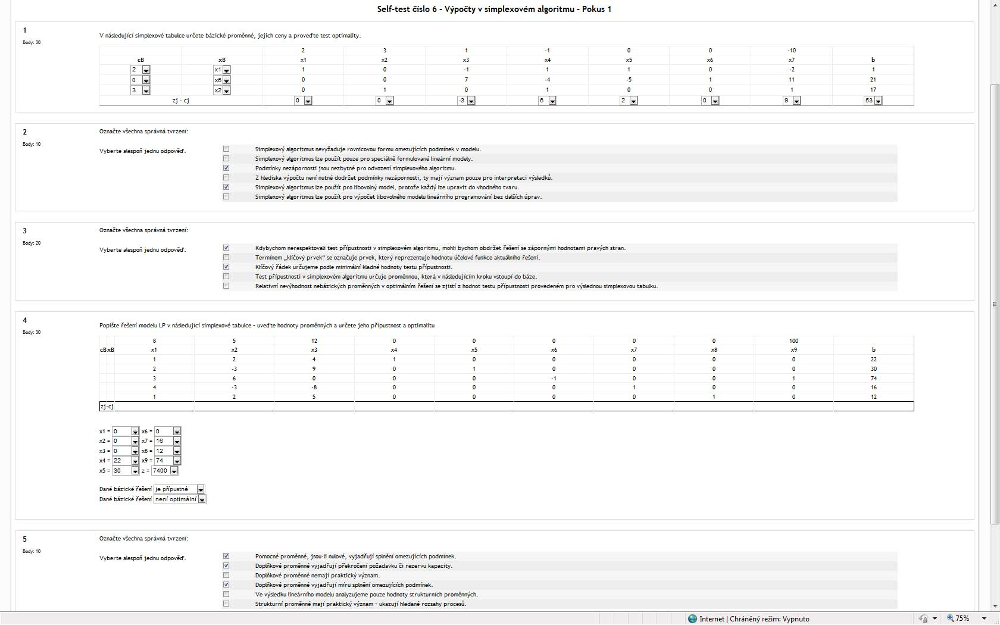 Self-test číslo 6 - Výpočty v simplexovém algoritmu - Pokus 1
1
Body: 30
V následující simplexové tabulce určete bázické proměnné, jejich ceny a proveďte test optimality.
2 3 1 -1 0 0 -10
cB xB x1 x2 x3 x4 x5 x6 x7 b
2 x1 1 0 -1 1 1 0 -2 1
0 x6 0 0 7 -4 -5 1 11 21
3 x2 0 1 0 1 0 0 1 17
zj - cj 0 0 -3 6 2 0 9 53
2
Body: 10
Označte všechna správná tvrzení:
Vyberte alespoň jednu odpověď.
Simplexový algoritmus nevyžaduje rovnicovou formu omezujících podmínek v modelu.
Simplexový algoritmus lze použít pouze pro speciálně formulované lineární modely.
Podmínky nezápornosti jsou nezbytné pro odvození simplexového algoritmu.
Z hlediska výpočtu není nutné dodržet podmínky nezápornosti, ty mají význam pouze pro interpretaci výsledků.
Simplexový algoritmus lze použít pro libovolný model, protože každý lze upravit do vhodného tvaru.
Simplexový algoritmus lze použít pro výpočet libovolného modelu lineárního programování bez dalších úprav.
3
Body: 20
Označte všechna správná tvrzení:
Vyberte alespoň jednu odpověď.
Kdybychom nerespektovali test přípustnosti v simplexovém algoritmu, mohli bychom obdržet řešení se zápornými hodnotami pravých stran.
Termínem „klíčový prvek“ se označuje prvek, který reprezentuje hodnotu účelové funkce aktuálního řešení.
Klíčový řádek určujeme podle minimální kladné hodnoty testu přípustnosti.
Test přípustnosti v simplexovém algoritmu určuje proměnnou, která v následujícím kroku vstoupí do báze.
Relativní nevýhodnost nebázických proměnných v optimálním řešení se zjistí z hodnot testu přípustnosti provedeném pro výslednou simplexovou tabulku.
4
Body: 30
Popište řešení modelu LP v následující simplexové tabulce - uveďte hodnoty proměnných a určete jeho přípustnost a optimalitu
8 5 12 0 0 0 0 0 100
cB xB x1 x2 x3 x4 x5 x6 x7 x8 x9 b
1 2 4 1 0 0 0 0 0 22
2 -3 9 0 1 0 0 0 0 30
3 6 0 0 0 -1 0 0 1 74
4 -3 -8 0 0 0 1 0 0 16
1 2 5 0 0 0 0 1 0 12
zj-cj
x1 = 0 x6 = 0
x2 = 0 x7 = 16
x3 = 0 x8 = 12
x4 = 22 x9 = 74
x5 = 30 z = 7400
Dané bázické řešení je přípustné
Dané bázické řešení není optimální
5
Body: 10
Označte všechna správná tvrzení:
Vyberte alespoň jednu odpověď.
Pomocné proměnné, jsou-li nulové, vyjadřují splnění omezujících podmínek.
Doplňkové proměnné vyjadřují překročení požadavku či rezervu kapacity.
Doplňkové proměnné nemají praktický význam.
Doplňkové proměnné vyjadřují míru splnění omezujících podmínek.
Ve výsledku lineárního modelu analyzujeme pouze hodnoty strukturních proměnných.
Strukturní proměnné mají praktický význam - ukazují hledané rozsahy procesů.
Internet | Chráněný režim: Vypnuto
75%